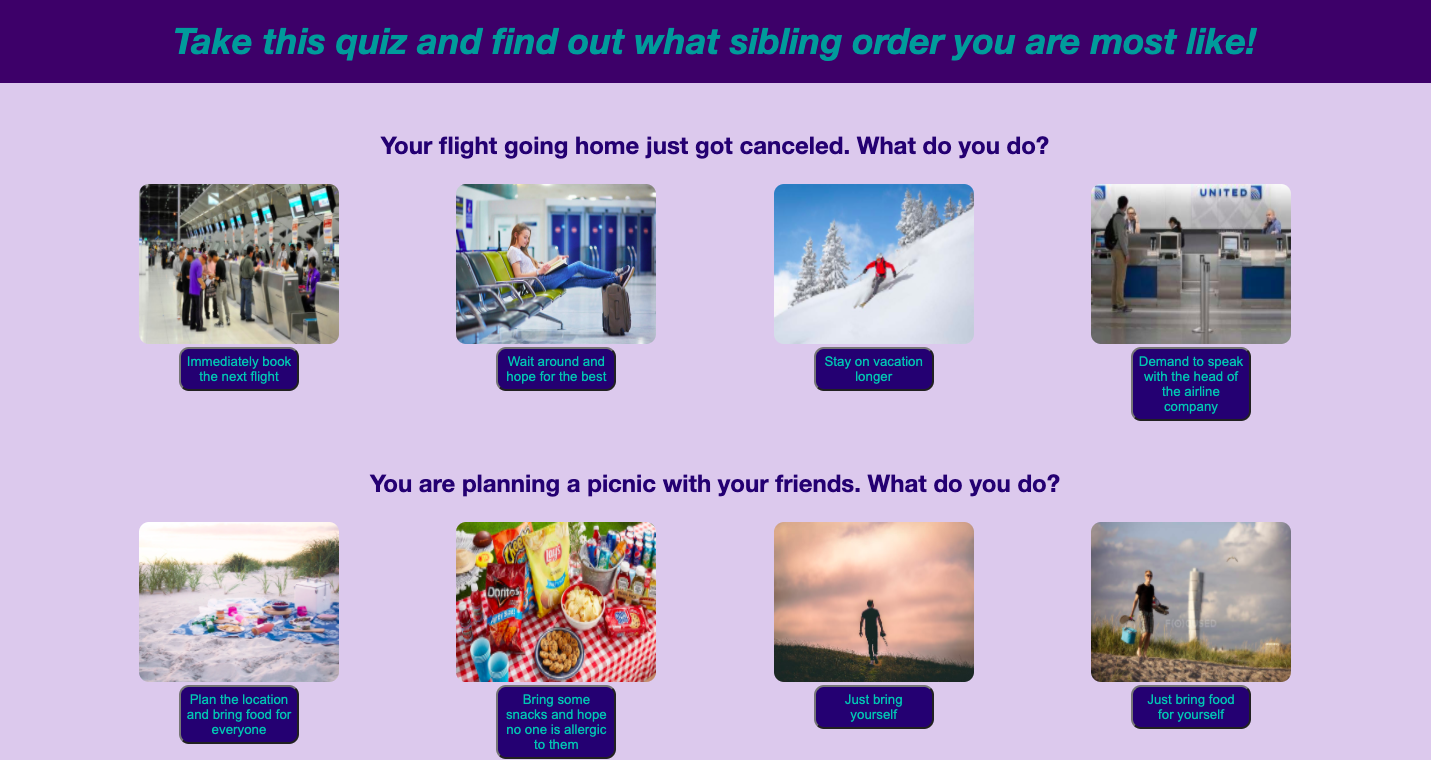 Take this quiz and find out what sibling order you are most like!
Your flight going home just got canceled. What do you do?
UNITED
Immediately book
the next flight
Wait around and
hope for the best
Stay on vacation
longer
Demand to speak
with the head of
the airline
company
You are planning a picnic with your friends. What do you do?
Lay's
Doritos
Plan the location
and bring food for
everyone
Bring some
snacks and hope
no one is allergic
to them
Just bring
yourself
Just bring food
for yourself